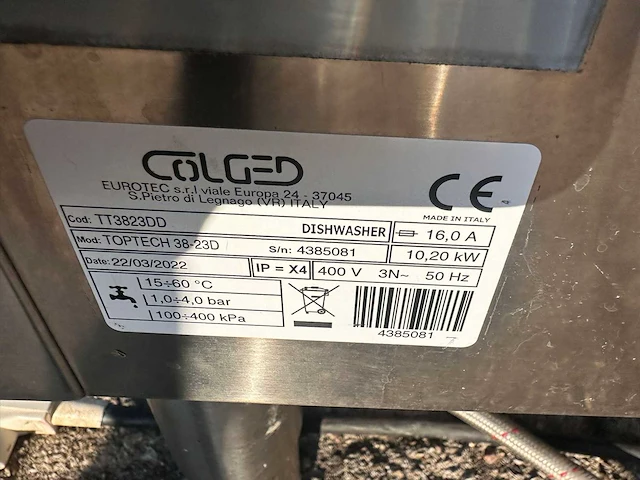 COLGED
EUROTEC s.r.l viale Europa 24 - 37045
S.Pietro di Legnago (VR) ITALY
CE
MADE IN ITALY
Cod: TT3823DD
DISHWASHER
16,0 A
Mod: TOPTECH 38-23D
S/n: 4385081
10,20 kW
Date: 22/03/2022
IP = X4
400 V 3N~ 50 Hz
15÷60 °C
1,0÷4,0 bar
100÷400 kPa
4385081